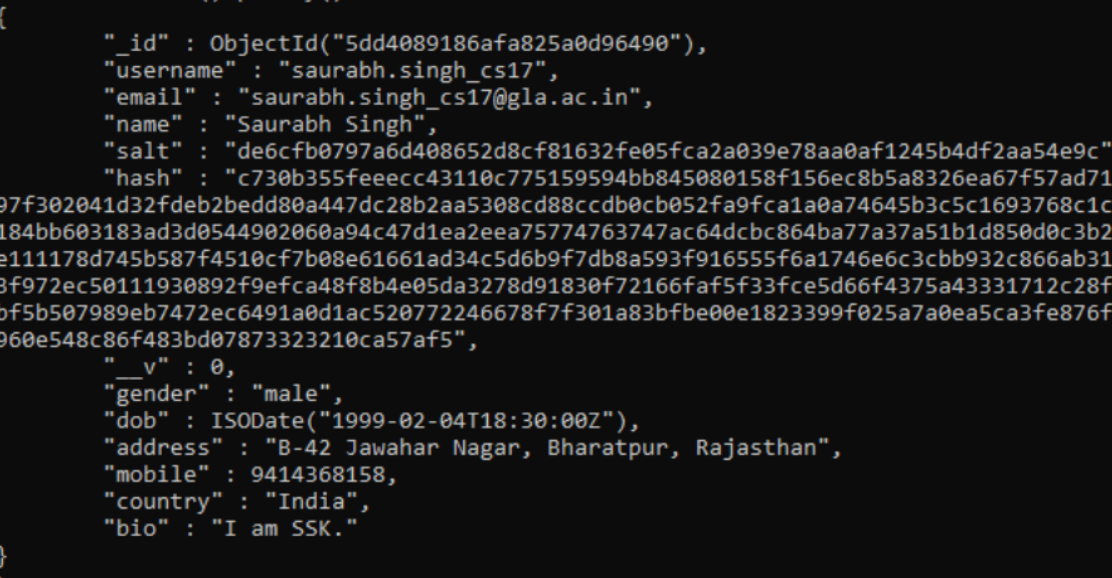 {
"_id" : ObjectId("5dd4089186afa825a0d96490"),
"username" : "saurabh.singh_cs17",
"email" : "saurabh.singh_cs17@gla.ac.in",
"name" : "Saurabh Singh",
"salt" : "de6cfb0797a6d408652d8cf81632fe05fca2a039e78aa0af1245b4df2aa54e9c"
"hash" : "c730b355feeecc43110c775159594bb845080158f156ec8b5a8326ea67f57ad71
97f302041d32fdeb2bedd80a447dc28b2aa5308cd88ccdb0cb052fa9fca1a0a74645b3c5c1693768c1c
184bb603183ad3d0544902060a94c47d1ea2eea75774763747ac64dcbc864ba77a37a51b1d850d0c3b2
e111178d745b587f4510cf7b08e61661ad34c5d6b9f7db8a593f916555f6a1746e6c3cbb932c866ab31
3f972ec50111930892f9efca48f8b4e05da3278d91830f72166faf5f33fce5d66f4375a43331712c28f
bf5b507989eb7472ec6491a0d1ac520772246678f7f301a83bfbe00e1823399f025a7a0ea5ca3fe876f
960e548c86f483bd07873323210ca57af5",
"__v" : 0,
"gender" : "male",
"dob" : ISODate("1999-02-04T18:30:00Z"),
"address" : "B-42 Jawahar Nagar, Bharatpur, Rajasthan",
"mobile" : 9414368158,
"country" : "India",
"bio" : "I am SSK."
}